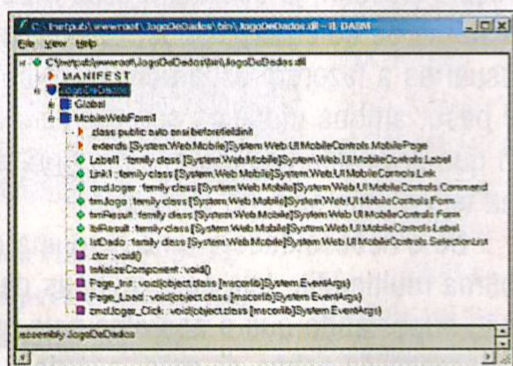 C:\Inetpub\wwwroot\JogoDeDados\bin\JogoDeDados.dll - IL DASM
File View Help
C:\Inetpub\wwwroot\JogoDeDados\bin\JogoDeDados.dll
MANIFEST
JogoDeDados
Global
MobileWebForm1
.class public auto ansi beforefieldinit
extends [System.Web.Mobile]System.Web.UI.MobileControls.MobilePage
Label1 : family class [System.Web.Mobile]System.Web.UI.MobileControls.Label
Link1 : family class [System.Web.Mobile]System.Web.UI.MobileControls.Link
cmdJogar : family class [System.Web.Mobile]System.Web.UI.MobileControls.Command
frmJogo : family class [System.Web.Mobile]System.Web.UI.MobileControls.Form
frmResult : family class [System.Web.Mobile]System.Web.UI.MobileControls.Form
lblResult : family class [System.Web.Mobile]System.Web.UI.MobileControls.Label
lstDado : family class [System.Web.Mobile]System.Web.UI.MobileControls.SelectionList
.ctor : void()
InitializeComponent : void()
Page_Init : void(object,class [mscorlib]System.EventArgs)
Page_Load : void(object,class [mscorlib]System.EventArgs)
cmdJogar_Click : void(object,class [mscorlib]System.EventArgs)
assembly JogoDeDados